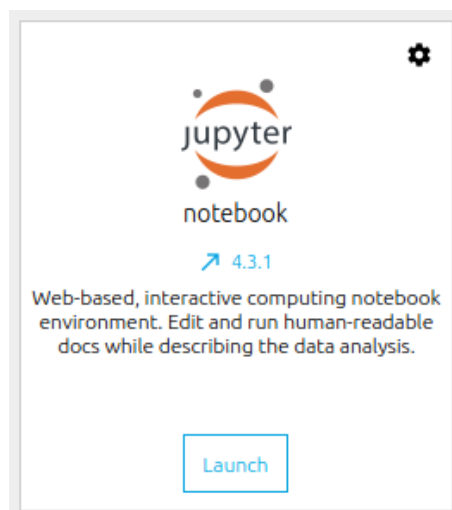 jupyter
notebook
4.3.1
Web-based, interactive computing notebook
environment. Edit and run human-readable
docs while describing the data analysis.
Launch